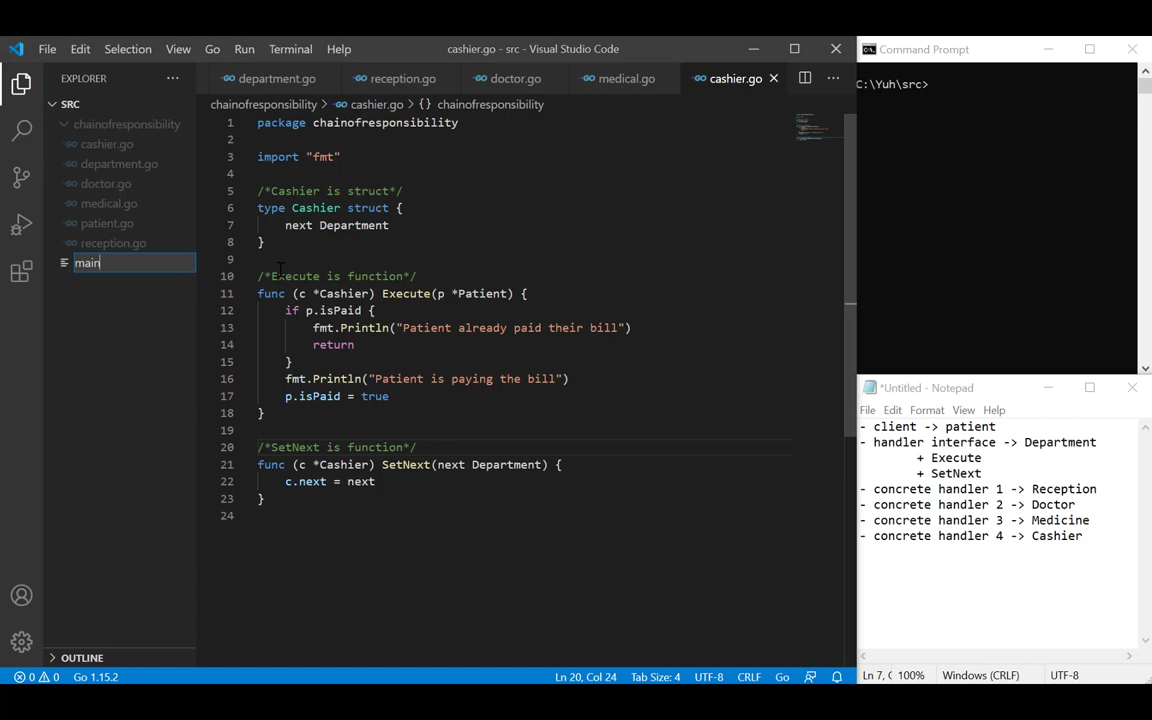 File Edit Selection View Go Run Terminal Help
cashier.go - src - Visual Studio Code
EXPLORER
SRC
chainofresponsibility
cashier.go
department.go
doctor.go
medical.go
patient.go
reception.go
main
OUTLINE
department.go reception.go doctor.go medical.go cashier.go
chainofresponsibility > cashier.go > {} chainofresponsibility
1 package chainofresponsibility
2
3 import "fmt"
4
5 /*Cashier is struct*/
6 type Cashier struct {
7 next Department
8 }
9
10 /*Execute is function*/
11 func (c *Cashier) Execute(p *Patient) {
12 if p.isPaid {
13 fmt.Println("Patient already paid their bill")
14 return
15 }
16 fmt.Println("Patient is paying the bill")
17 p.isPaid = true
18 }
19
20 /*SetNext is function*/
21 func (c *Cashier) SetNext(next Department) {
22 c.next = next
23 }
24
0 0 Go 1.15.2 Ln 20, Col 24 Tab Size: 4 UTF-8 CRLF Go
Command Prompt
C:\Yuh\src>
*Untitled - Notepad
File Edit Format View Help
- client -> patient
- handler interface -> Department
+ Execute
+ SetNext
- concrete handler 1 -> Reception
- concrete handler 2 -> Doctor
- concrete handler 3 -> Medicine
- concrete handler 4 -> Cashier
Ln 7, C 100% Windows (CRLF) UTF-8